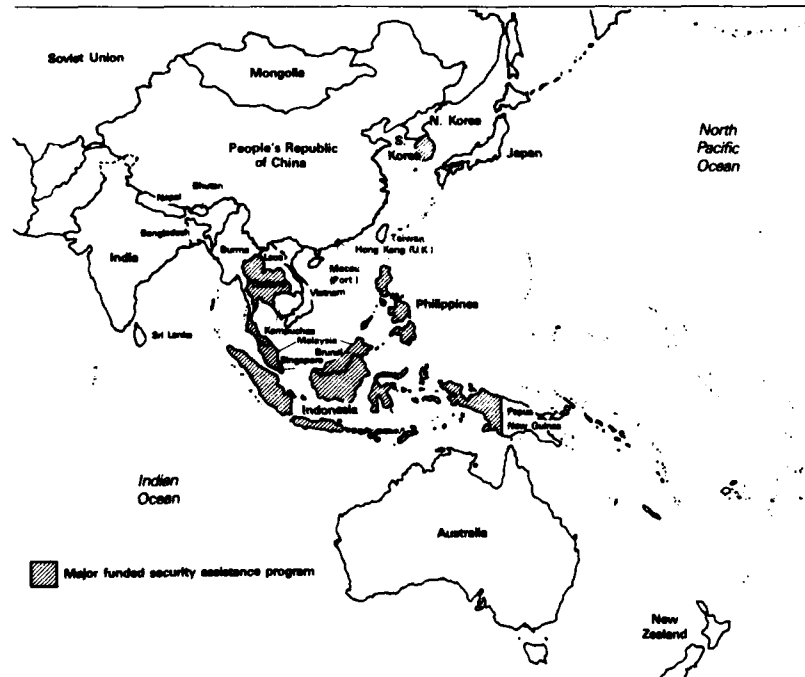 Soviet Union
Mongolia
N. Korea
S.
Korea
Japan
North
Pacific
Ocean
People's Republic
of China
Nepal
Bhutan
Bangladesh
India
Burma
Laos
Taiwan
Hong Kong (U.K.)
Macau
(Port.)
Thailand
Vietnam
Philippines
Sri Lanka
Kampuchea
Malaysia
Brunei
Singapore
Indonesia
Papua
New Guinea
Indian
Ocean
Australia
Major funded security assistance program
New
Zealand